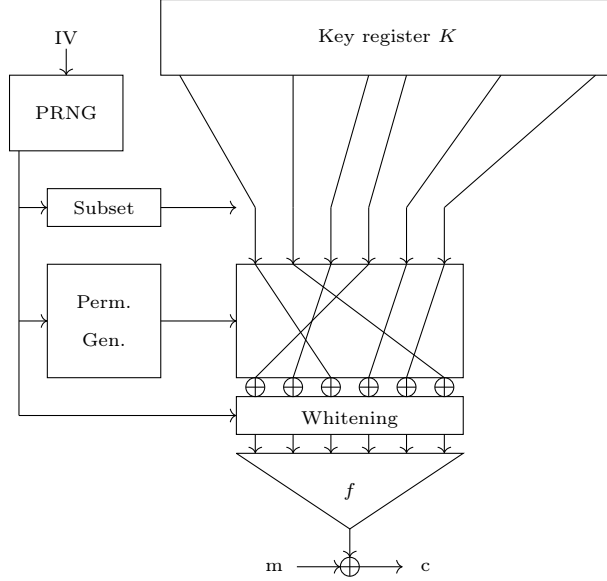 Key register K
IV
PRNG
Subset
Perm.
Gen.
Whitening
f
m
c